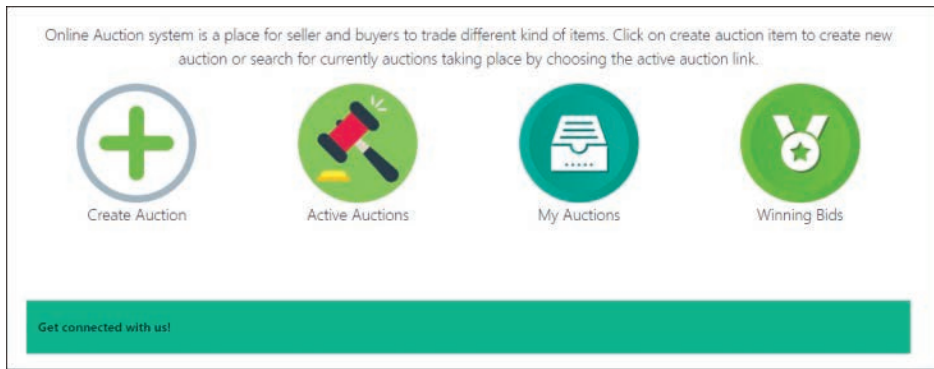 Online Auction system is a place for seller and buyers to trade different kind of items. Click on create auction item to create new
auction or search for currently auctions taking place by choosing the active auction link.
Create Auction
Active Auctions
My Auctions
Winning Bids
Get connected with us!